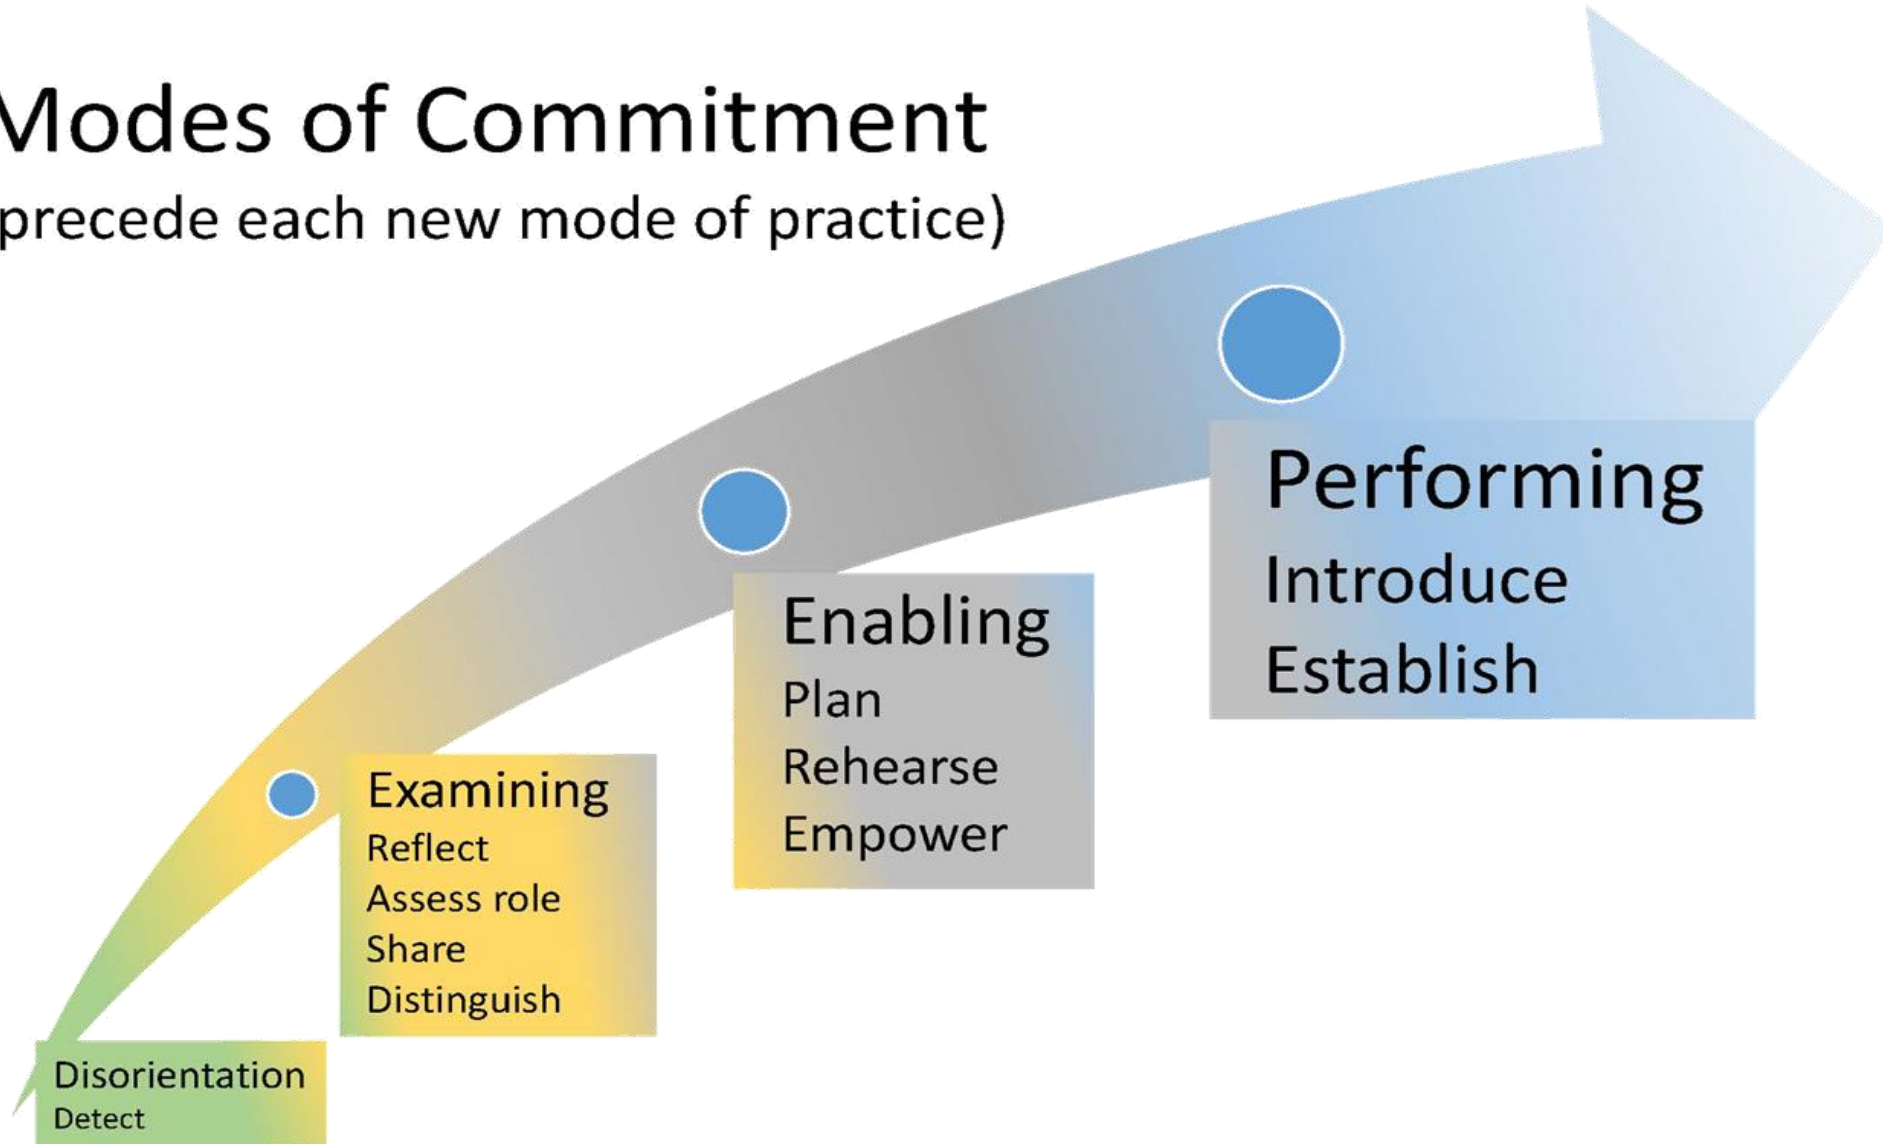 Modes of Commitment
precede each new mode of practice)
Performing
Introduce
Establish
Enabling
Plan
Rehearse
Empower
Examining
Reflect
Assess role
Share
Distinguish
Disorientation
Detect